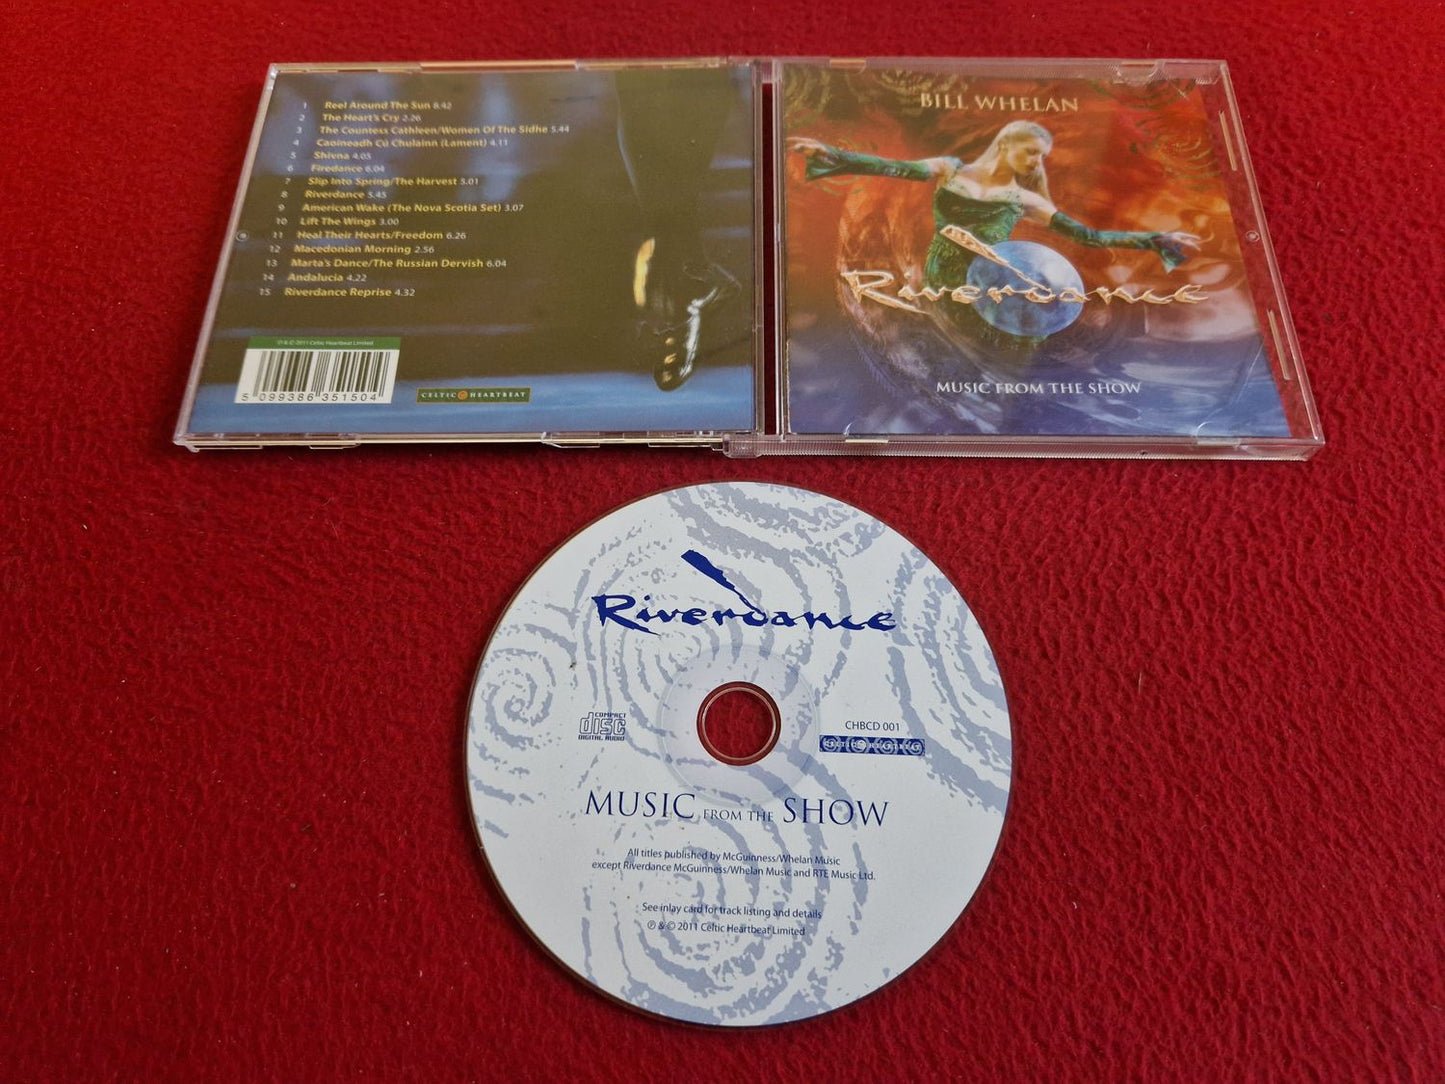 1 Reel Around The Sun 8.42
2 The Heart's Cry 2.26
3 The Countess Cathleen/Women Of The Sidhe 5.44
4 Caoineadh Cú Chulainn (Lament) 4.11
5 Shivna 4.05
6 Firedance 6.04
7 Slip Into Spring/The Harvest 5.01
8 Riverdance 5.45
9 American Wake (The Nova Scotia Set) 3.07
10 Lift The Wings 3.00
11 Heal Their Hearts/Freedom 6.26
12 Macedonian Morning 2.56
13 Marta's Dance/The Russian Dervish 6.04
14 Andalucia 4.22
15 Riverdance Reprise 4.32
℗ & © 2011 Celtic Heartbeat Limited
5 099386 351504
CELTIC HEARTBEAT
BILL WHELAN
Riverdance
MUSIC FROM THE SHOW
Riverdance
COMPACT
disc
DIGITAL AUDIO
CHBCD 001
CELTIC HEARTBEAT
MUSIC FROM THE SHOW
All titles published by McGuinness/Whelan Music
except Riverdance McGuinness/Whelan Music and RTE Music Ltd.
See inlay card for track listing and details
℗ & © 2011 Celtic Heartbeat Limited